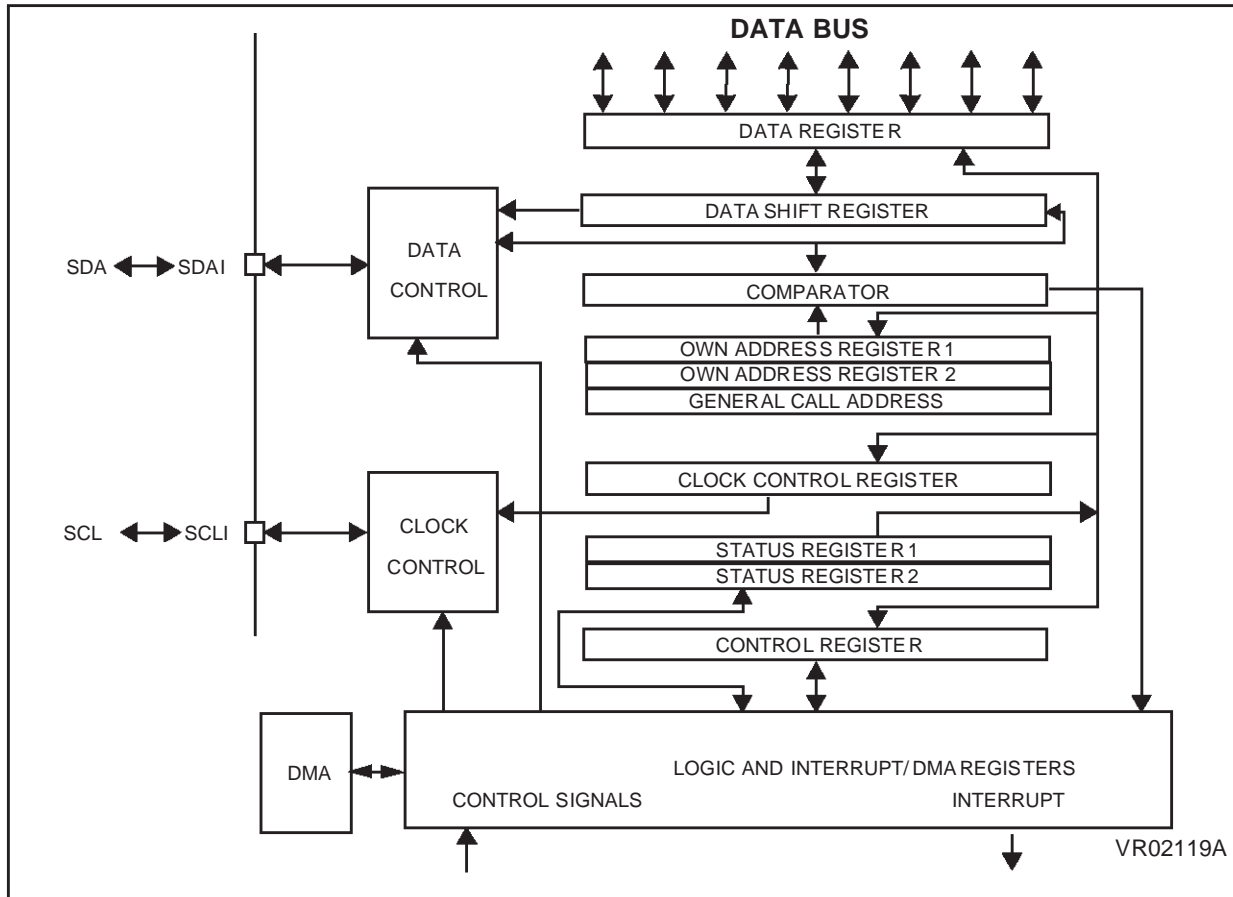 DATA BUS
DATA REGISTER
DATA SHIFT REGISTER
DATA
CONTROL
SDA
SDAI
COMPARATOR
OWN ADDRESS REGISTER 1
OWN ADDRESS REGISTER 2
GENERAL CALL ADDRESS
CLOCK CONTROL REGISTER
SCL
SCLI
CLOCK
CONTROL
STATUS REGISTER 1
STATUS REGISTER 2
CONTROL REGISTER
DMA
LOGIC AND INTERRUPT/DMA REGISTERS
CONTROL SIGNALS
INTERRUPT
VR02119A